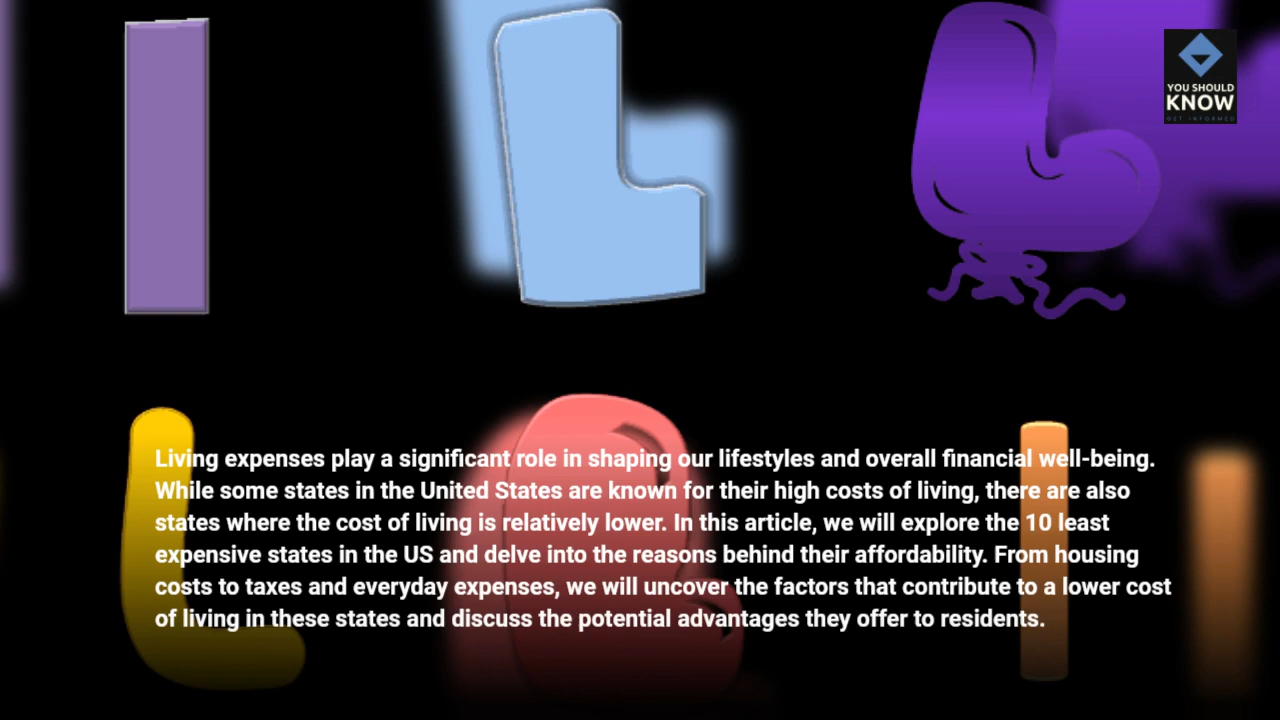 YOU SHOULD
KNOW
GET INFORMED
Living expenses play a significant role in shaping our lifestyles and overall financial well-being.
While some states in the United States are known for their high costs of living, there are also
states where the cost of living is relatively lower. In this article, we will explore the 10 least
expensive states in the US and delve into the reasons behind their affordability. From housing
costs to taxes and everyday expenses, we will uncover the factors that contribute to a lower cost
of living in these states and discuss the potential advantages they offer to residents.